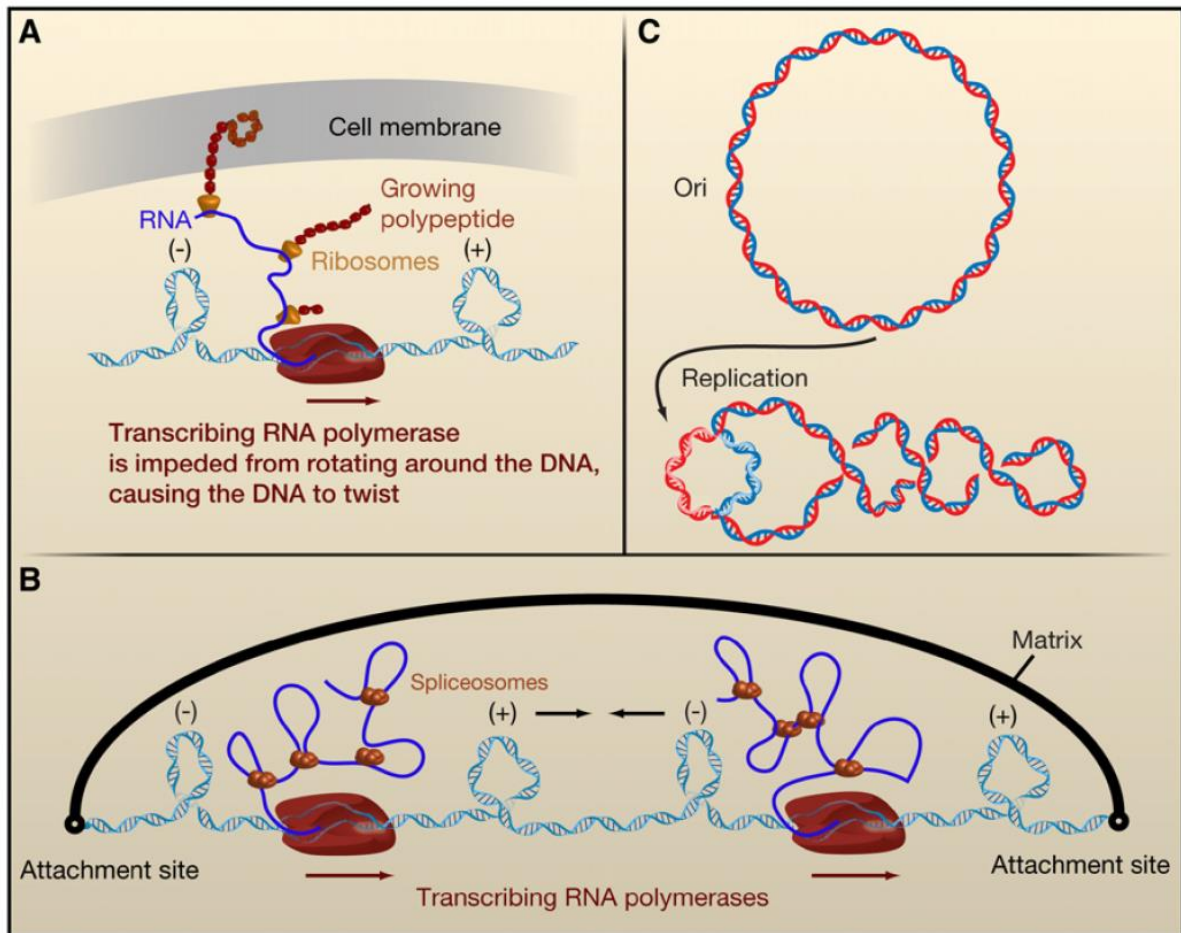 A
Cell membrane
Growing
polypeptide
RNA
(-)
(+)
Ribosomes
Transcribing RNA polymerase
is impeded from rotating around the DNA,
causing the DNA to twist
C
Ori
Replication
B
Matrix
Spliceosomes
(-)
(+)
(-)
(+)
Attachment site
Attachment site
Transcribing RNA polymerases